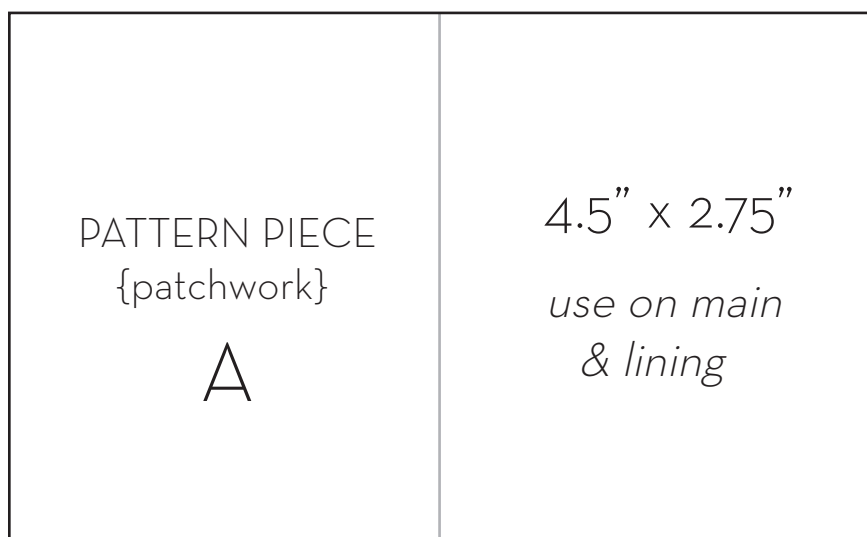 PATTERN PIECE
{patchwork}
A
4.5” x 2.75”
use on main
& lining